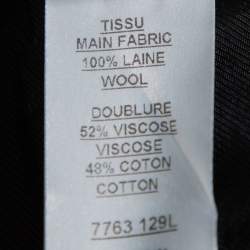 TISSU
MAIN FABRIC
100% LAINE
WOOL
DOUBLURE
52% VISCOSE
VISCOSE
48% COTON
COTTON
7763 129L